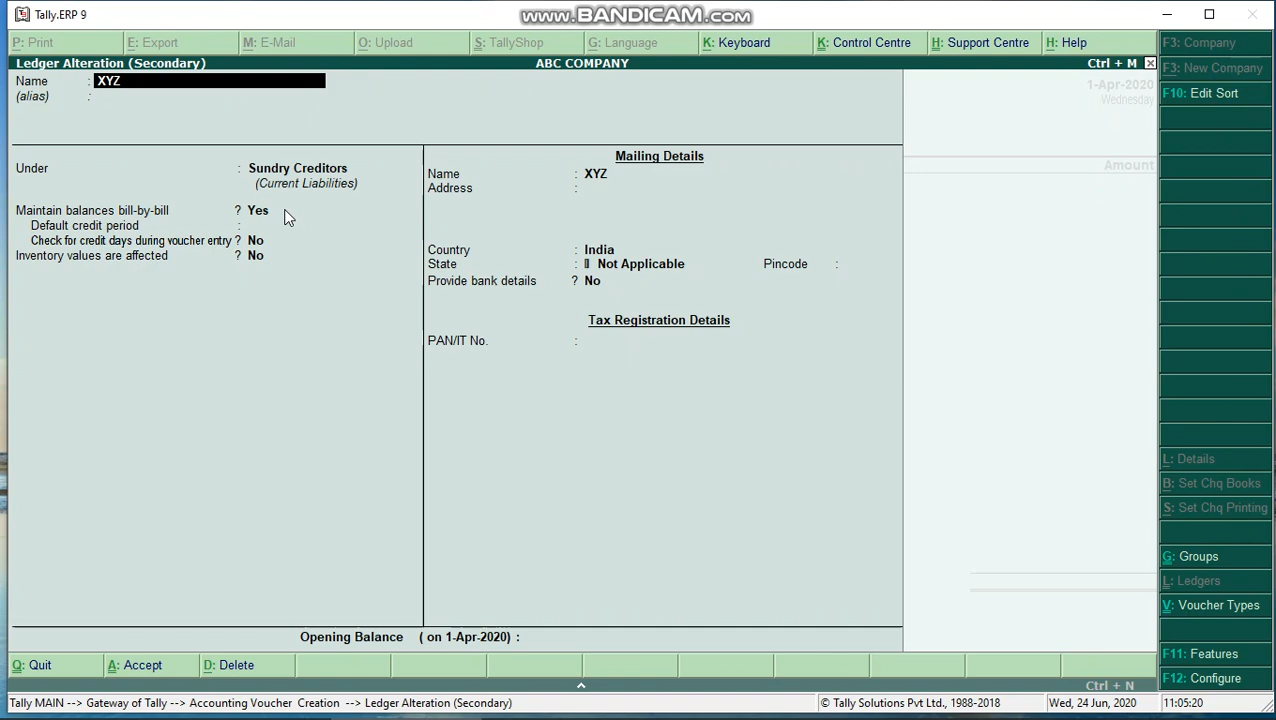 Tally.ERP 9
www.BANDICAM.com
P: Print E: Export M: E-Mail O: Upload S: TallyShop G: Language K: Keyboard K: Control Centre H: Support Centre H: Help
F3: Company
Ledger Alteration (Secondary) ABC COMPANY Ctrl + M
F3: New Company
Name : XYZ
(alias) :
1-Apr-2020
Wednesday
F10: Edit Sort
Amount
Mailing Details
Under : Sundry Creditors
(Current Liabilities)
Name : XYZ
Address :
Maintain balances bill-by-bill ? Yes
Default credit period :
Check for credit days during voucher entry ? No
Inventory values are affected ? No
Country : India
State : Not Applicable Pincode :
Provide bank details ? No
Tax Registration Details
PAN/IT No. :
L: Details
B: Set Chq Books
S: Set Chq Printing
G: Groups
L: Ledgers
V: Voucher Types
F11: Features
F12: Configure
Opening Balance ( on 1-Apr-2020) :
Q: Quit A: Accept D: Delete
Ctrl + N
Tally MAIN --> Gateway of Tally --> Accounting Voucher Creation --> Ledger Alteration (Secondary) © Tally Solutions Pvt Ltd., 1988-2018 Wed, 24 Jun, 2020 11:05:20